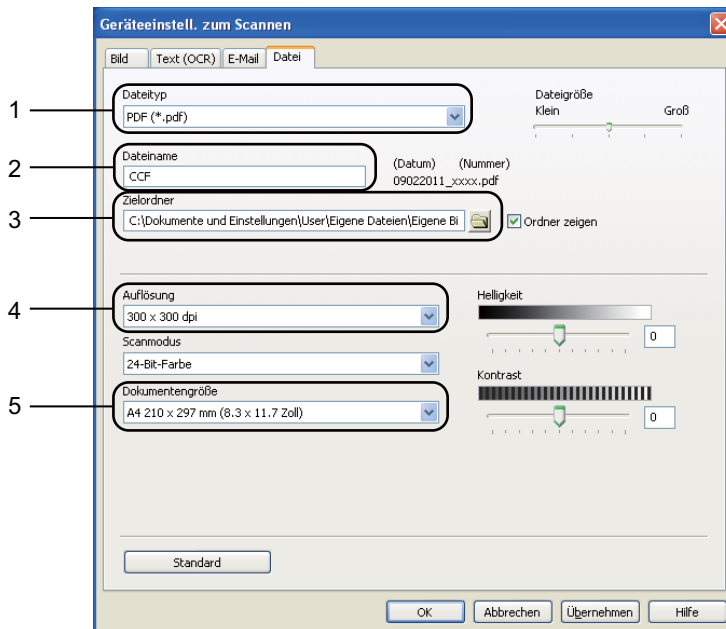 Geräteeinstell. zum Scannen
Bild Text (OCR) E-Mail Datei
1
Dateityp
PDF (*.pdf)
Dateigröße
Klein Groß
2
Dateiname
CCF
(Datum) (Nummer)
09022011_xxxx.pdf
3
Zielordner
C:\Dokumente und Einstellungen\User\Eigene Dateien\Eigene Bi
Ordner zeigen
4
Auflösung
300 x 300 dpi
Helligkeit
0
Scanmodus
24-Bit-Farbe
Kontrast
0
5
Dokumentengröße
A4 210 x 297 mm (8.3 x 11.7 Zoll)
Standard
OK Abbrechen Übernehmen Hilfe